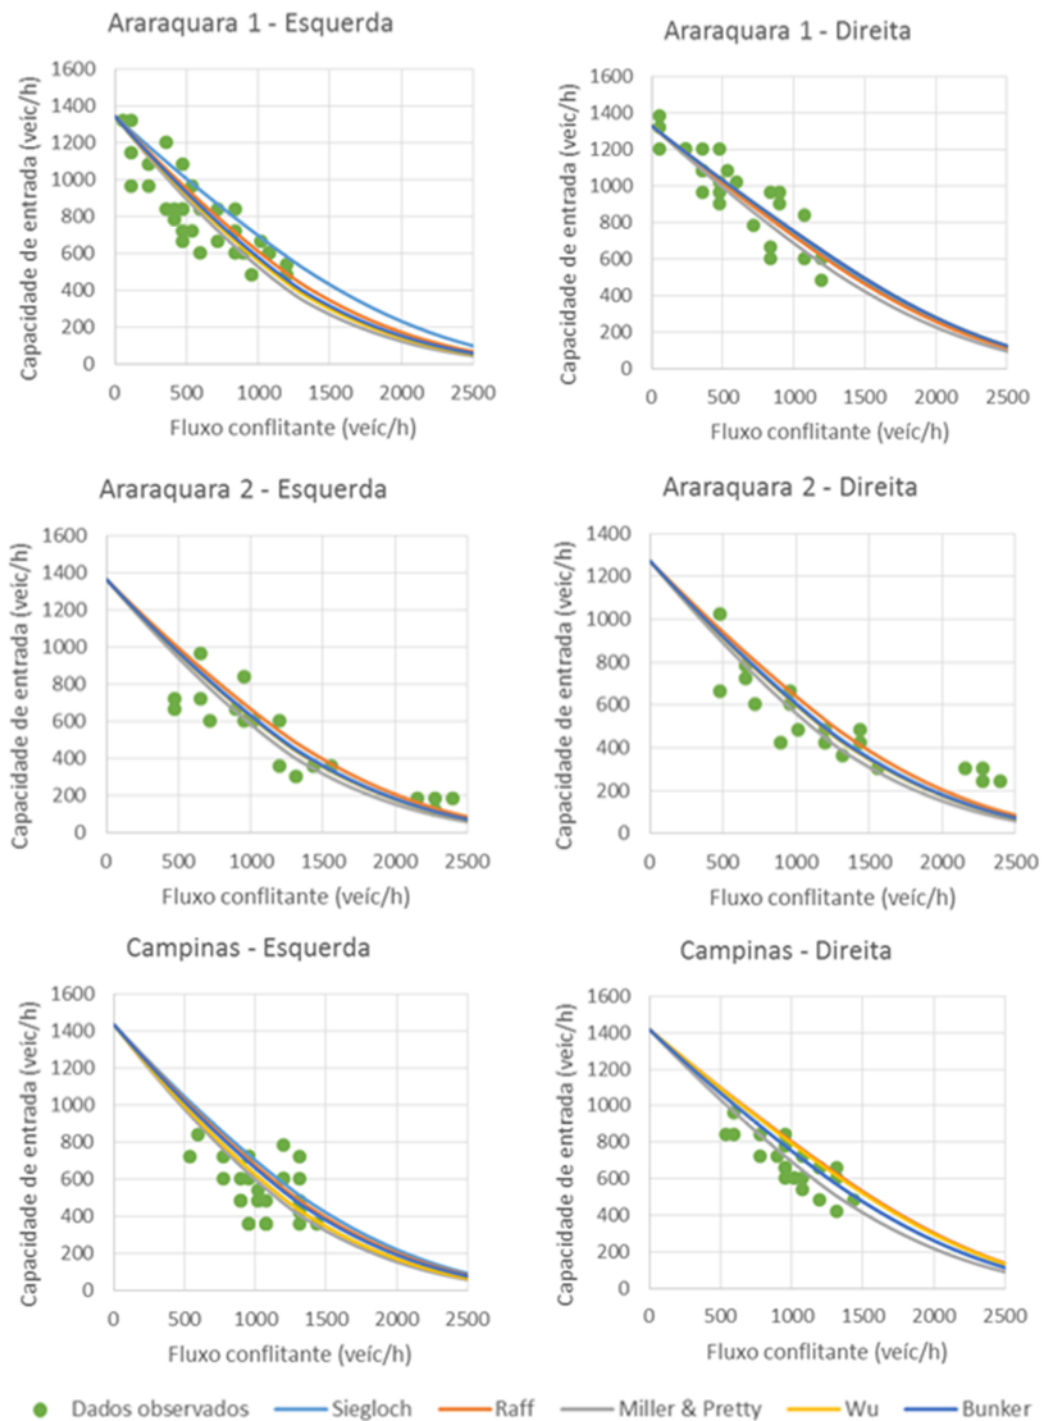 Araraquara 1 - Esquerda
Capacidade de entrada (veic/h)
1600
1400
1200
1000
800
600
400
200
0
0 500 1000 1500 2000 2500
Fluxo conflitante (veíc/h)
Araraquara 1 - Direita
Capacidade de entrada (veic/h)
1600
1400
1200
1000
800
600
400
200
0
0 500 1000 1500 2000 2500
Fluxo conflitante (veíc/h)
Araraquara 2 - Esquerda
Capacidade de entrada (veic/h)
1600
1400
1200
1000
800
600
400
200
0
0 500 1000 1500 2000 2500
Fluxo conflitante (veíc/h)
Araraquara 2 - Direita
Capacidade de entrada (veic/h)
1400
1200
1000
800
600
400
200
0
0 500 1000 1500 2000 2500
Fluxo conflitante (veíc/h)
Campinas - Esquerda
Capacidade de entrada (veíc/h)
1600
1400
1200
1000
800
600
400
200
0
0 500 1000 1500 2000 2500
Fluxo conflitante (veíc/h)
Campinas - Direita
Capacidade de entrada (veíc/h)
1600
1400
1200
1000
800
600
400
200
0
0 500 1000 1500 2000 2500
Fluxo conflitante (veíc/h)
Dados observados Siegloch Raff Miller & Pretty Wu Bunker